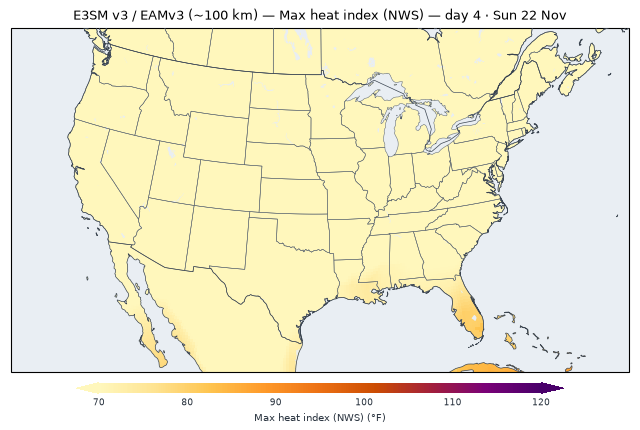 E3SM v3 / EAMv3 (~100 km) — Max heat index (NWS) — day 4 · Sun 22 Nov
70 80 90 100 110 120
Max heat index (NWS) (°F)